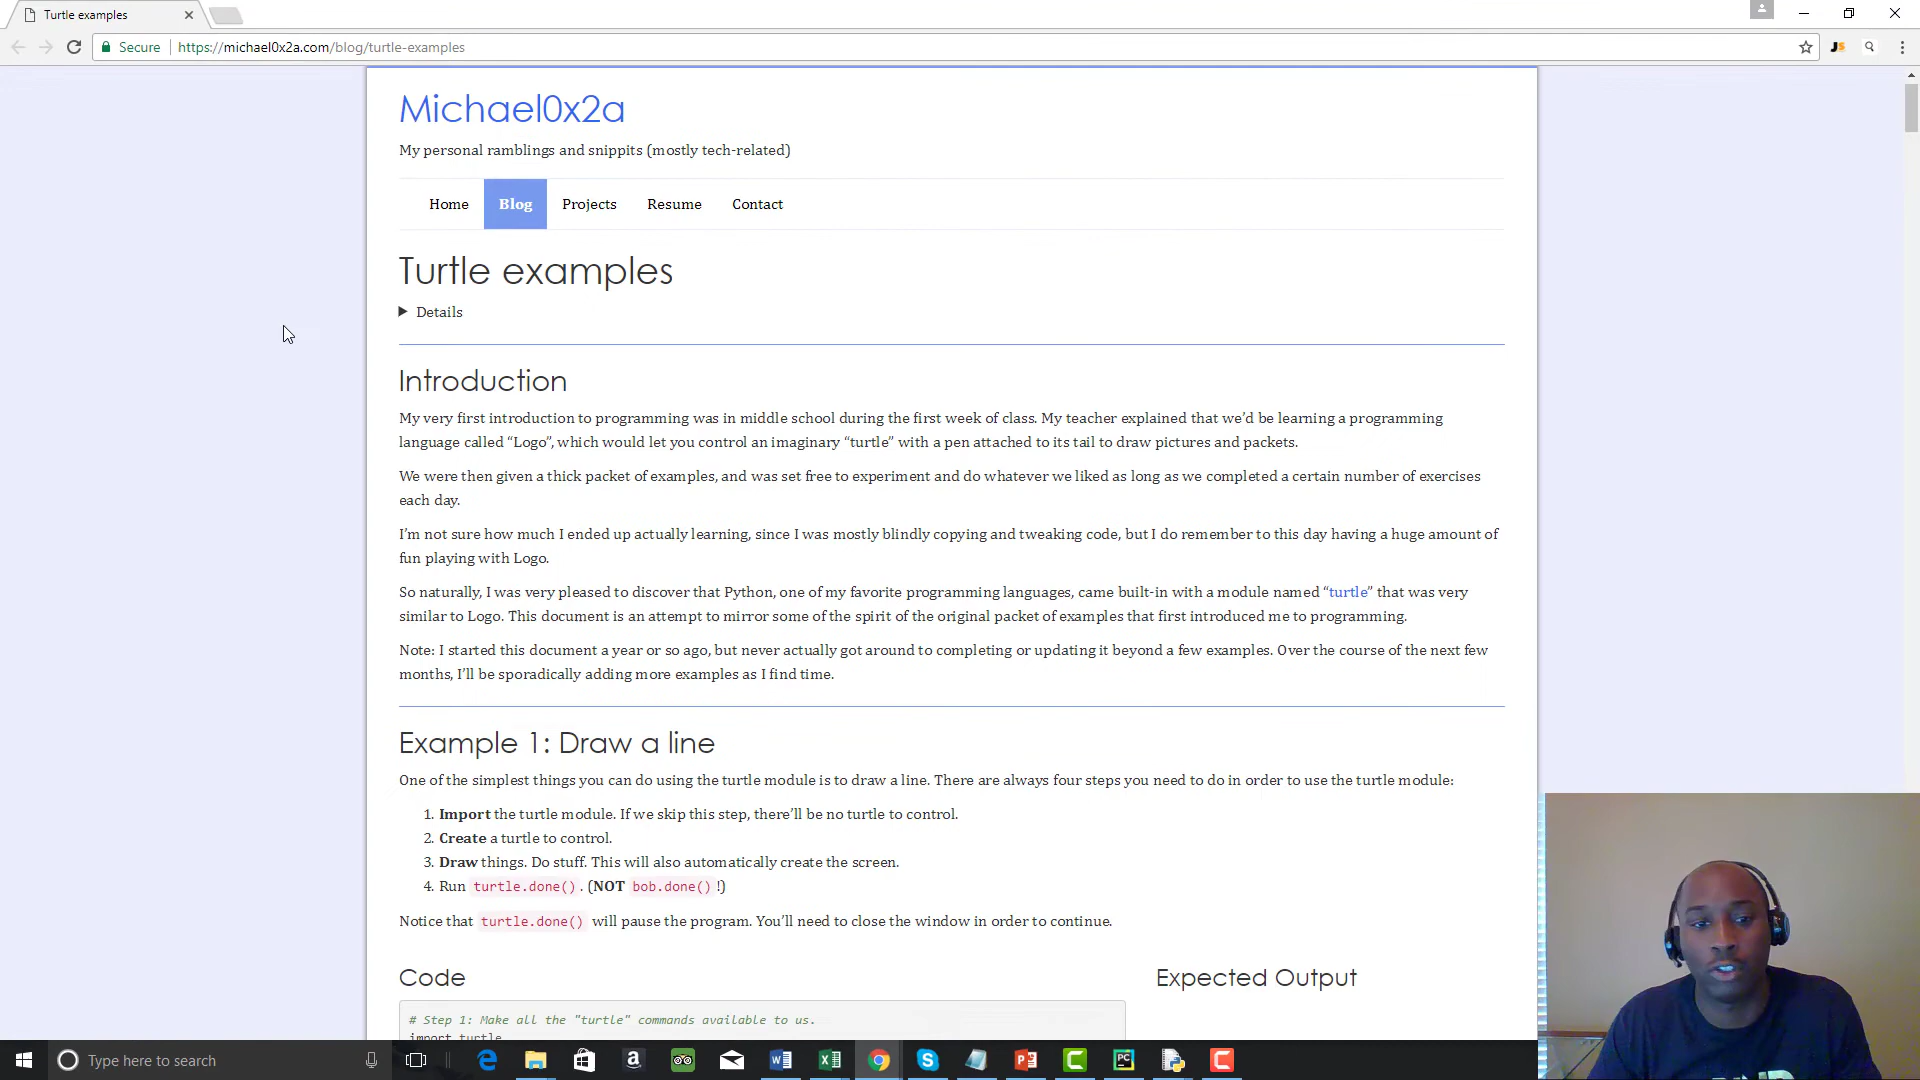 Turtle examples
Secure
https://michael0x2a.com/blog/turtle-examples
Michael0x2a
My personal ramblings and snippits (mostly tech-related)
Home Blog Projects Resume Contact
Turtle examples
Details
Introduction
My very first introduction to programming was in middle school during the first week of class. My teacher explained that we’d be learning a programming
language called “Logo”, which would let you control an imaginary “turtle” with a pen attached to its tail to draw pictures and packets.
We were then given a thick packet of examples, and was set free to experiment and do whatever we liked as long as we completed a certain number of exercises
each day.
I’m not sure how much I ended up actually learning, since I was mostly blindly copying and tweaking code, but I do remember to this day having a huge amount of
fun playing with Logo.
So naturally, I was very pleased to discover that Python, one of my favorite programming languages, came built-in with a module named “turtle” that was very
similar to Logo. This document is an attempt to mirror some of the spirit of the original packet of examples that first introduced me to programming.
Note: I started this document a year or so ago, but never actually got around to completing or updating it beyond a few examples. Over the course of the next few
months, I’ll be sporadically adding more examples as I find time.
Example 1: Draw a line
One of the simplest things you can do using the turtle module is to draw a line. There are always four steps you need to do in order to use the turtle module:
1. Import the turtle module. If we skip this step, there’ll be no turtle to control.
2. Create a turtle to control.
3. Draw things. Do stuff. This will also automatically create the screen.
4. Run turtle.done(). (NOT bob.done() !)
Notice that turtle.done() will pause the program. You’ll need to close the window in order to continue.
Code
Expected Output
# Step 1: Make all the "turtle" commands available to us.
import turtle
Type here to search